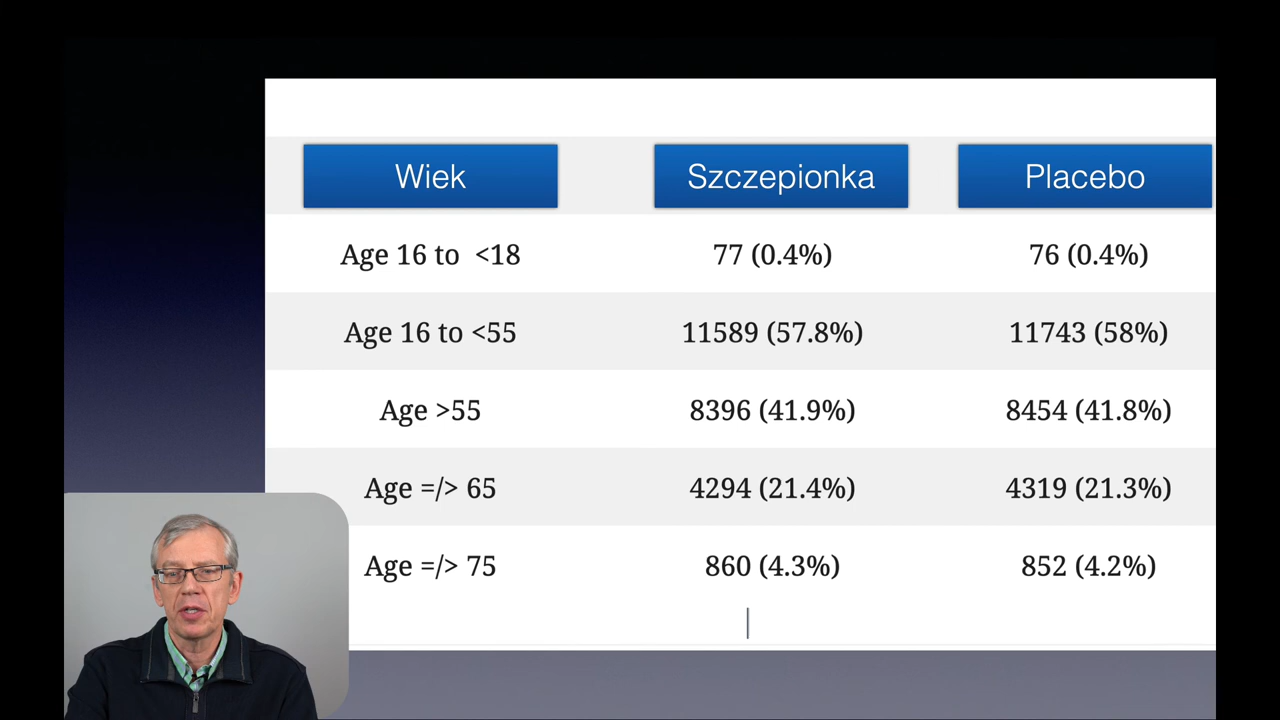 Wiek Szczepionka Placebo
Age 16 to <18 77 (0.4%) 76 (0.4%)
Age 16 to <55 11589 (57.8%) 11743 (58%)
Age >55 8396 (41.9%) 8454 (41.8%)
Age =/> 65 4294 (21.4%) 4319 (21.3%)
Age =/> 75 860 (4.3%) 852 (4.2%)